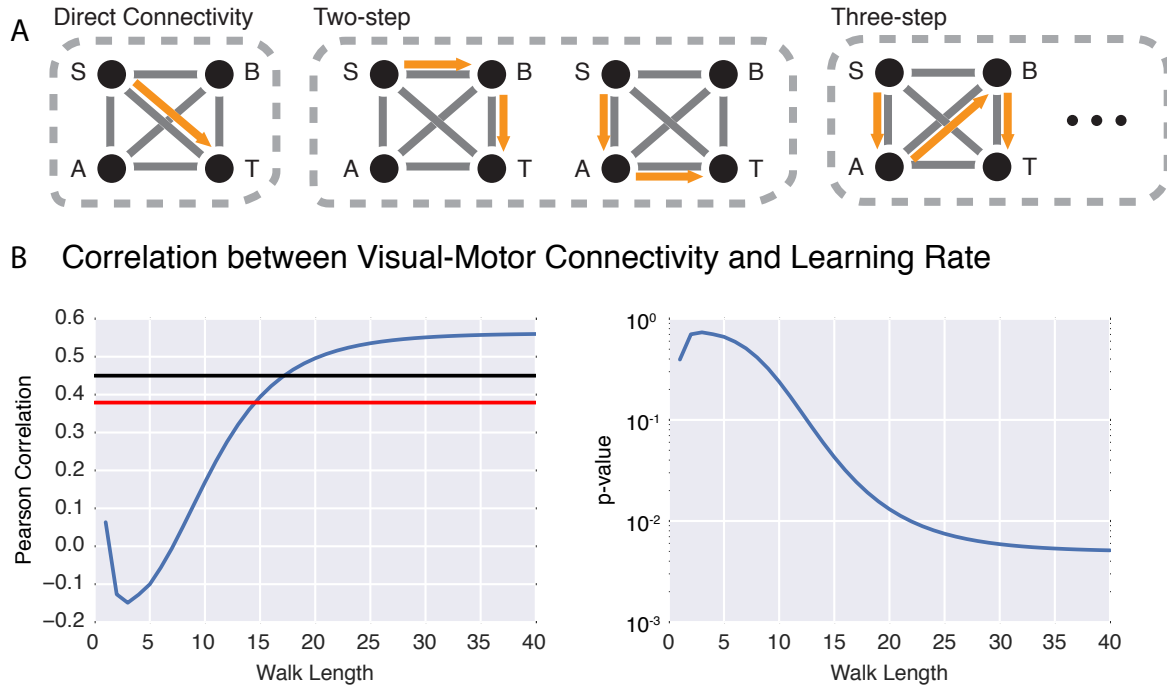 A
Direct Connectivity
Two-step
Three-step
S B
A T
S B
A T
S B
A T
S B
A T
B Correlation between Visual-Motor Connectivity and Learning Rate
Pearson Correlation
0.6
0.5
0.4
0.3
0.2
0.1
0.0
−0.1
−0.2
0 5 10 15 20 25 30 35 40
Walk Length
p-value
10^0
10^-1
10^-2
10^-3
0 5 10 15 20 25 30 35 40
Walk Length